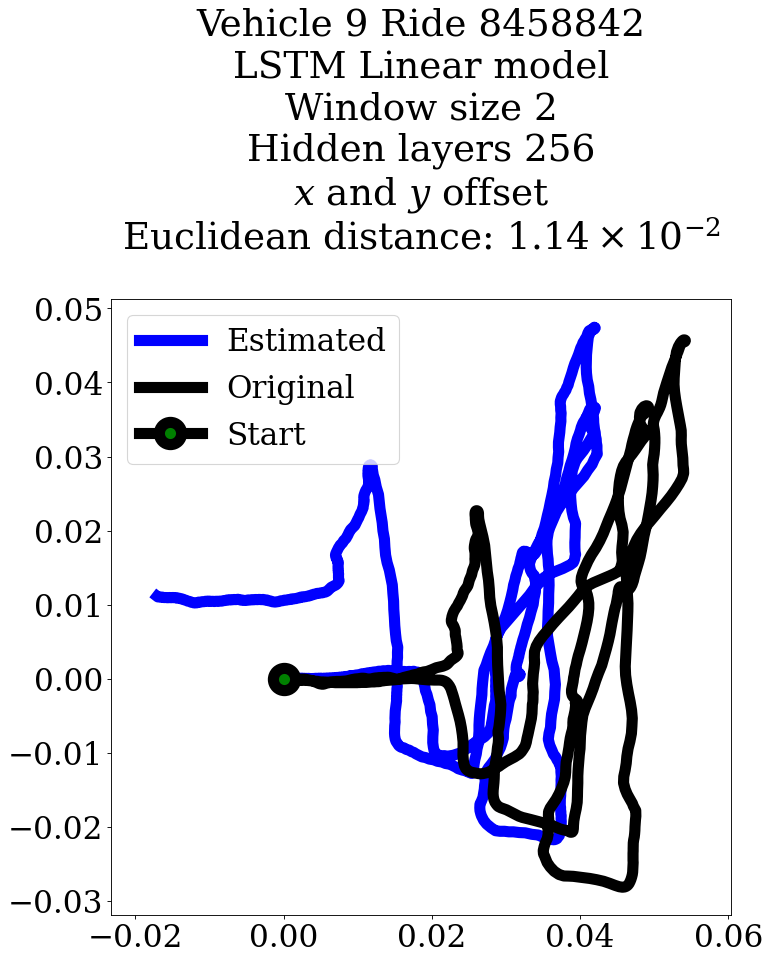 Vehicle 9 Ride 8458842
LSTM Linear model
Window size 2
Hidden layers 256
x and y offset
Euclidean distance: 1.14 × 10⁻²
Estimated
Original
Start
0.05
0.04
0.03
0.02
0.01
0.00
−0.01
−0.02
−0.03
−0.02 0.00 0.02 0.04 0.06